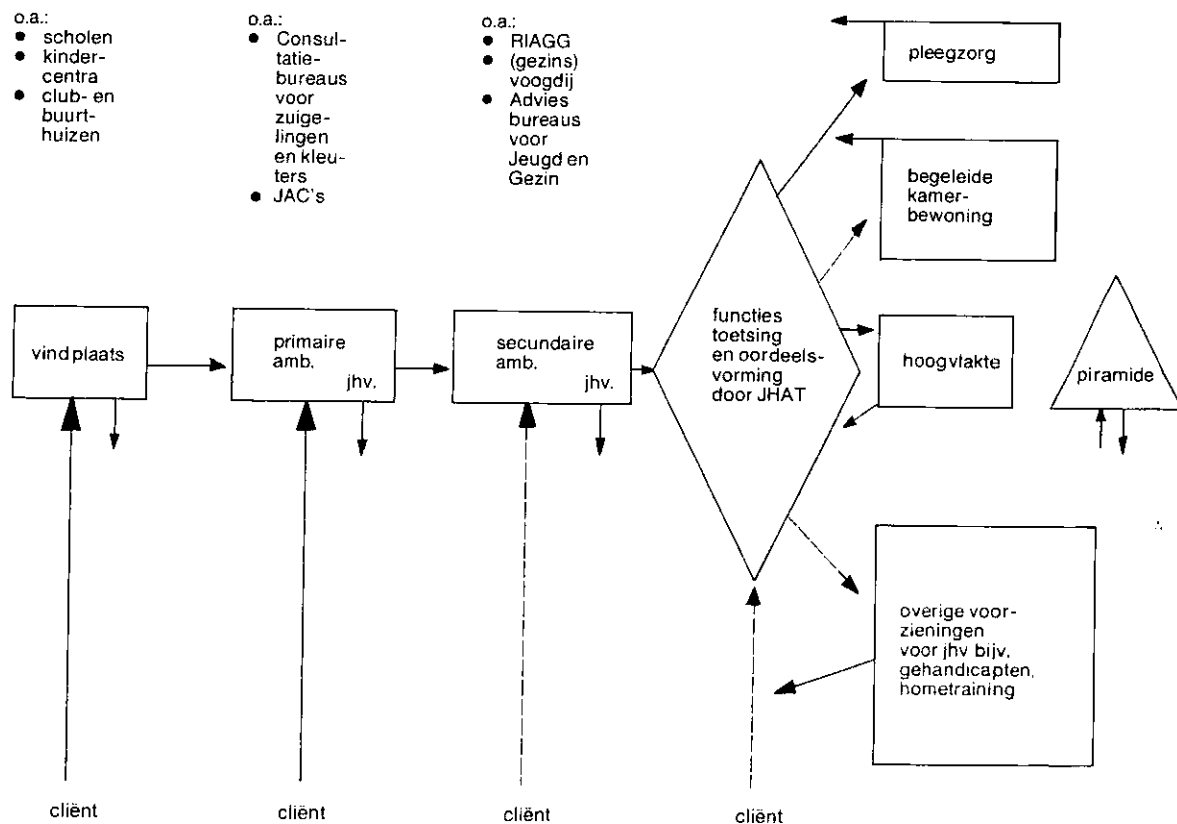 o.a.:
● scholen
● kinder-
centra
● club- en
buurt-
huizen
o.a.:
● Consul-
tatie-
bureaus
voor
zuige-
lingen
en kleu-
ters
● JAC's
o.a.:
● RIAGG
● (gezins)
voogdij
● Advies
bureaus
voor
Jeugd en
Gezin
pleegzorg
begeleide
kamer-
bewoning
vindplaats
primaire
amb.
jhv.
secundaire
amb.
jhv.
functies
toetsing
en oordeels-
vorming
door JHAT
hoogvlakte
piramide
overige voor-
zieningen
voor jhv bijv.
gehandicapten,
hometraining
cliënt
cliënt
cliënt
cliënt